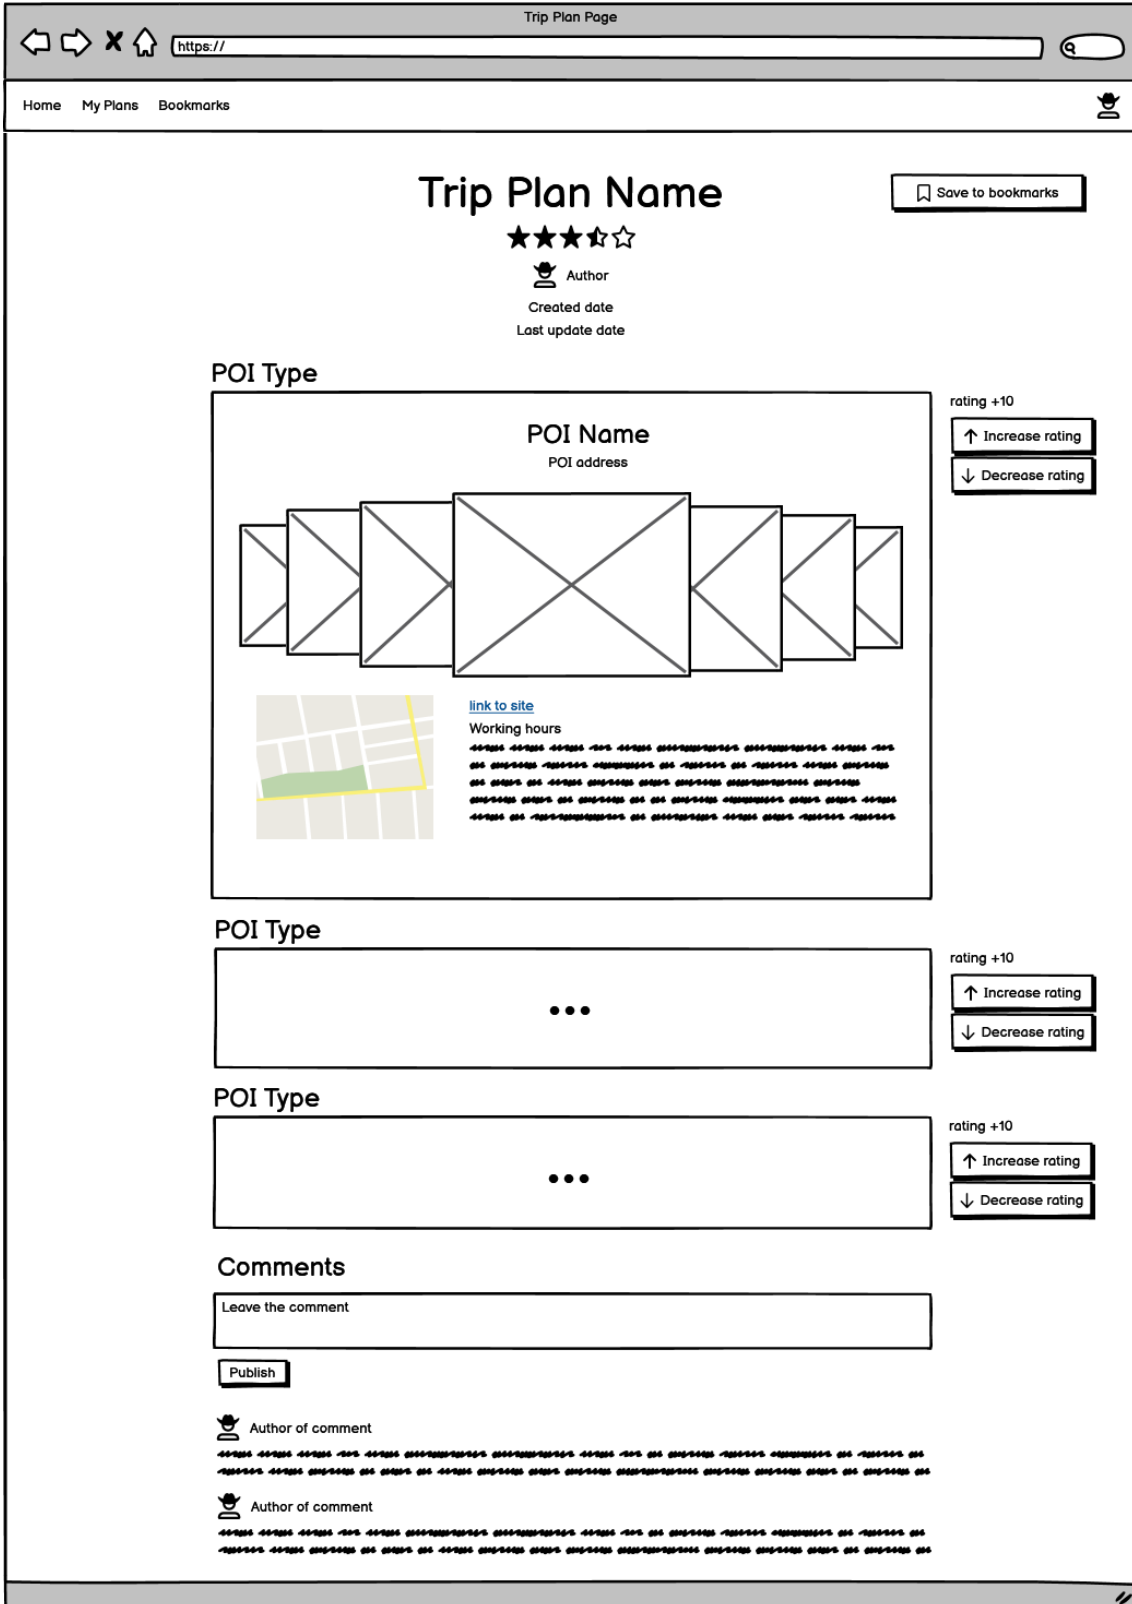 Trip Plan Page
https://
Home My Plans Bookmarks
Trip Plan Name
Save to bookmarks
Author
Created date
Last update date
POI Type
rating +10
Increase rating
Decrease rating
POI Name
POI address
link to site
Working hours
POI Type
rating +10
Increase rating
Decrease rating
POI Type
rating +10
Increase rating
Decrease rating
Comments
Leave the comment
Publish
Author of comment
Author of comment